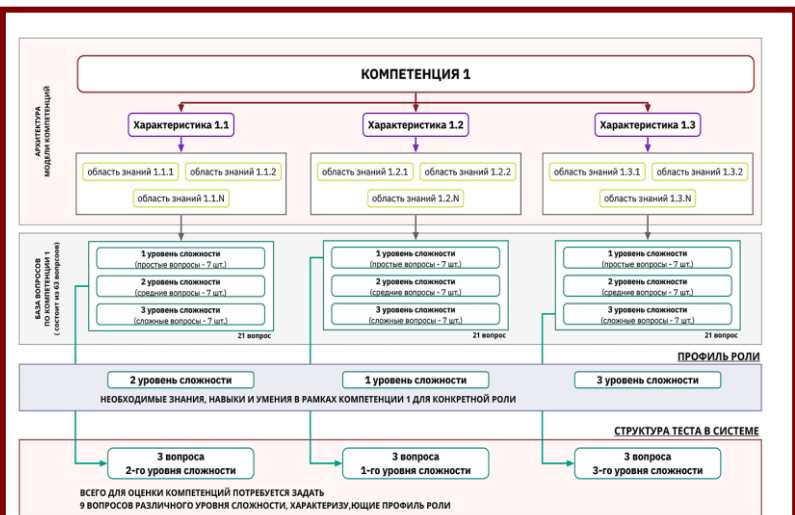 АРХИТЕКТУРА
МОДЕЛИ КОМПЕТЕНЦИЙ
КОМПЕТЕНЦИЯ 1
Характеристика 1.1
Характеристика 1.2
Характеристика 1.3
область знаний 1.1.1
область знаний 1.1.2
область знаний 1.1.N
область знаний 1.2.1
область знаний 1.2.2
область знаний 1.2.N
область знаний 1.3.1
область знаний 1.3.2
область знаний 1.3.N
БАЗА ВОПРОСОВ
ПО КОМПЕТЕНЦИИ 1
( состоит из 63 вопрсоов)
1 уровень сложности
(простые вопросы - 7 шт.)
2 уровень сложности
(средние вопросы - 7 шт.)
3 уровень сложности
(сложные вопросы - 7 шт.)
21 вопрос
1 уровень сложности
(простые вопросы - 7 шт.)
2 уровень сложности
(средние вопросы - 7 шт.)
3 уровень сложности
(сложные вопросы - 7 шт.)
21 вопрос
1 уровень сложности
(простые вопросы - 7 шт.)
2 уровень сложности
(средние вопросы - 7 шт.)
3 уровень сложности
(сложные вопросы - 7 шт.)
21 вопрос
ПРОФИЛЬ РОЛИ
2 уровень сложности
1 уровень сложности
3 уровень сложности
НЕОБХОДИМЫЕ ЗНАНИЯ, НАВЫКИ И УМЕНИЯ В РАМКАХ КОМПЕТЕНЦИИ 1 ДЛЯ КОНКРЕТНОЙ РОЛИ
СТРУКТУРА ТЕСТА В СИСТЕМЕ
3 вопроса
2-го уровня сложности
3 вопроса
1-го уровня сложности
3 вопроса
3-го уровня сложности
ВСЕГО ДЛЯ ОЦЕНКИ КОМПЕТЕНЦИЙ ПОТРЕБУЕТСЯ ЗАДАТЬ
9 ВОПРОСОВ РАЗЛИЧНОГО УРОВНЯ СЛОЖНОСТИ, ХАРАКТЕРИЗУ,ЮЩИЕ ПРОФИЛЬ РОЛИ